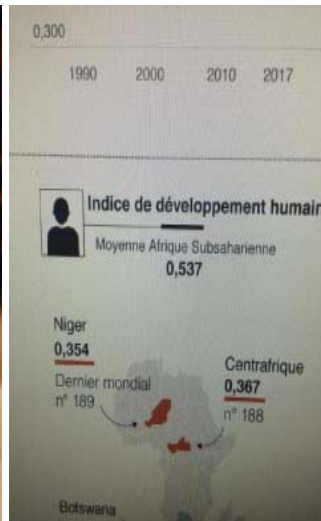 0,300
1990 2000 2010 2017
Indice de développement humain
Moyenne Afrique Subsaharienne
0,537
Niger
0,354
Dernier mondial
n° 189
Centrafrique
0,367
n° 188
Botswana